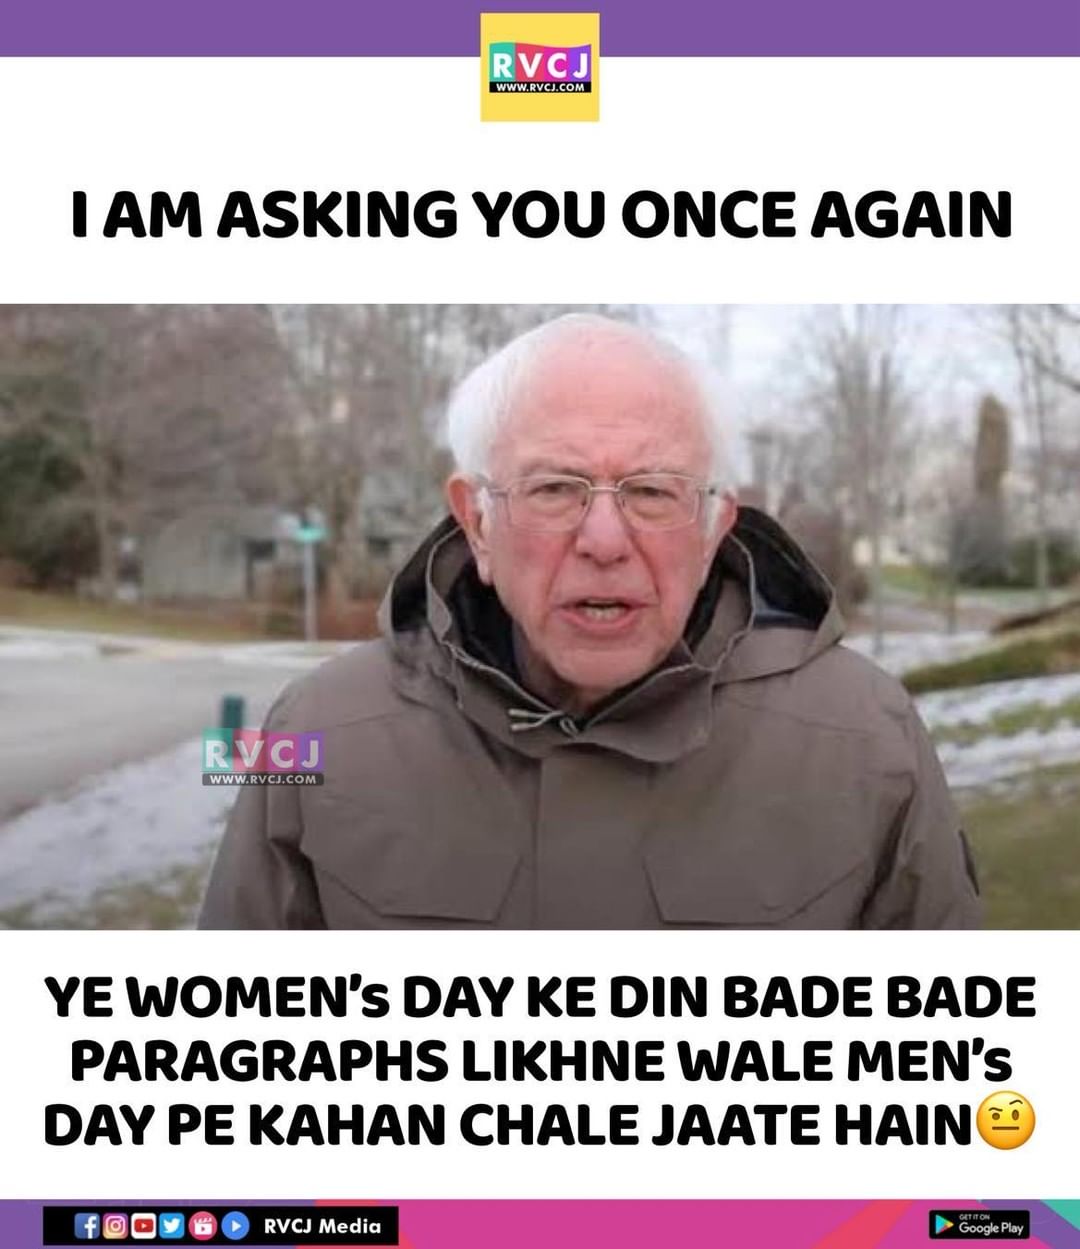 RVCJ
WWW.RVCJ.COM
I AM ASKING YOU ONCE AGAIN
RVCJ
WWW.RVCJ.COM
YE WOMEN's DAY KE DIN BADE BADE
PARAGRAPHS LIKHNE WALE MEN's
DAY PE KAHAN CHALE JAATE HAIN🤨
RVCJ Media
GET IT ON
Google Play